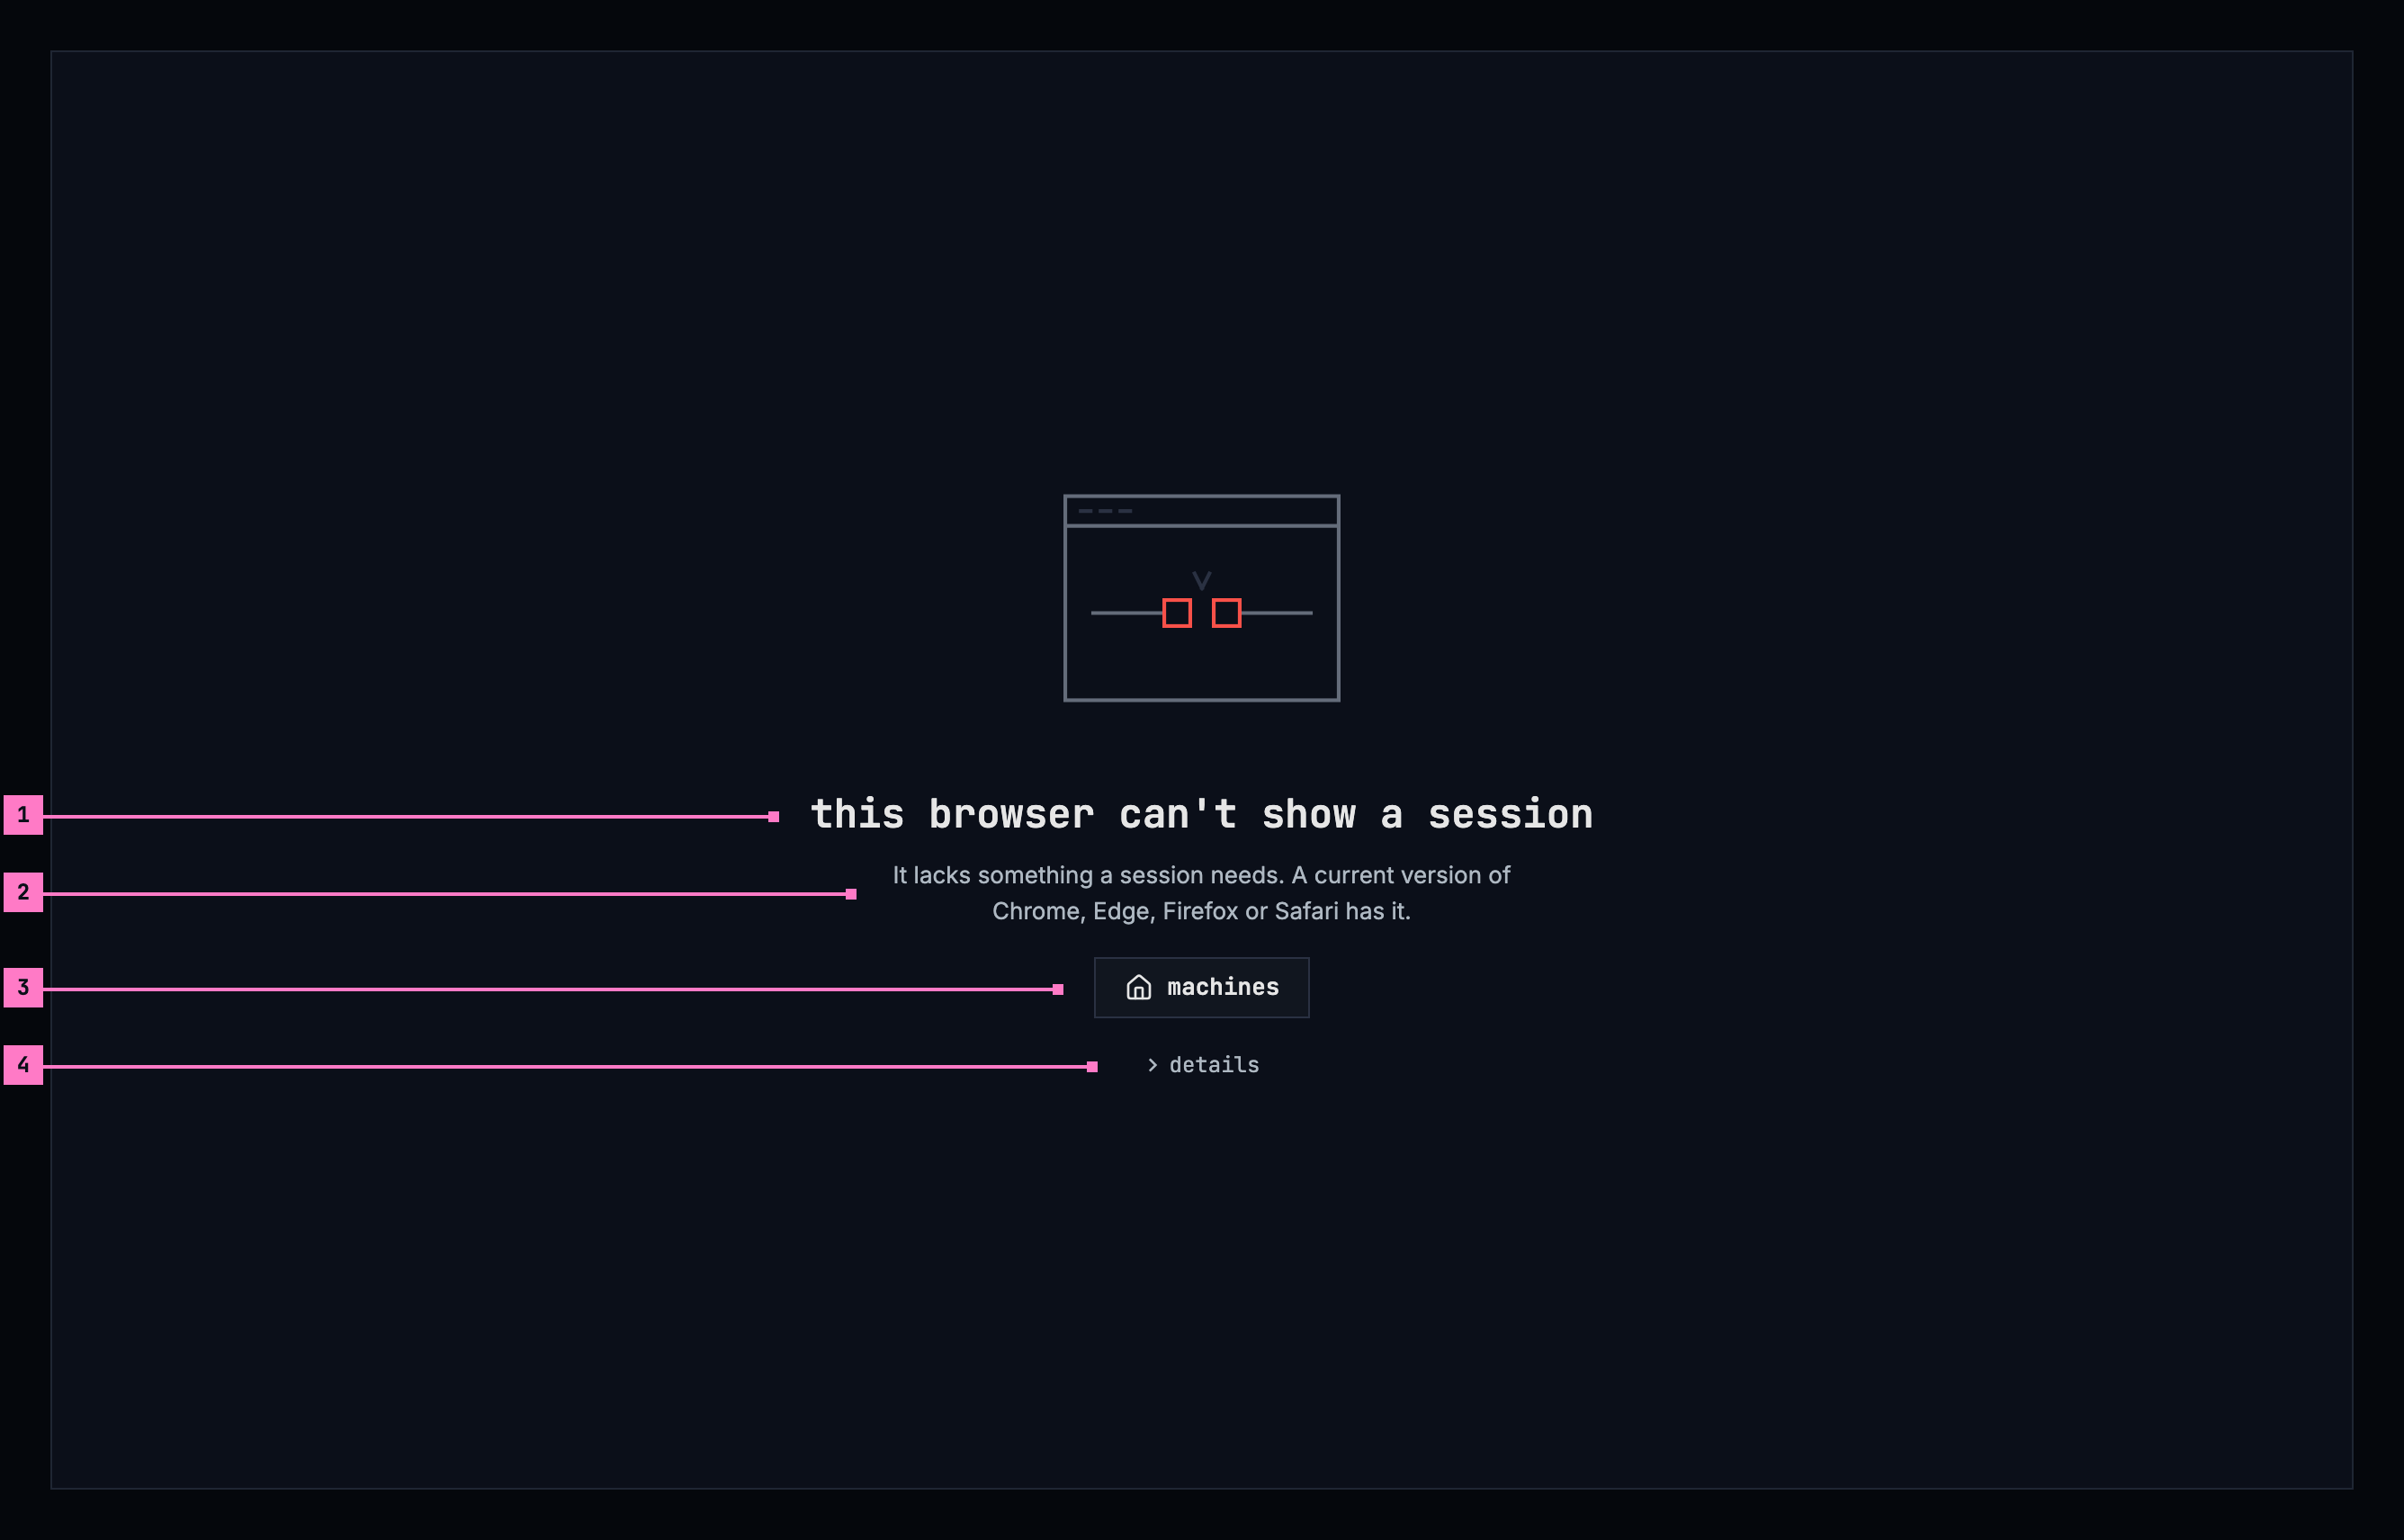 1 this browser can't show a session
2 It lacks something a session needs. A current version of
Chrome, Edge, Firefox or Safari has it.
3 machines
4 > details